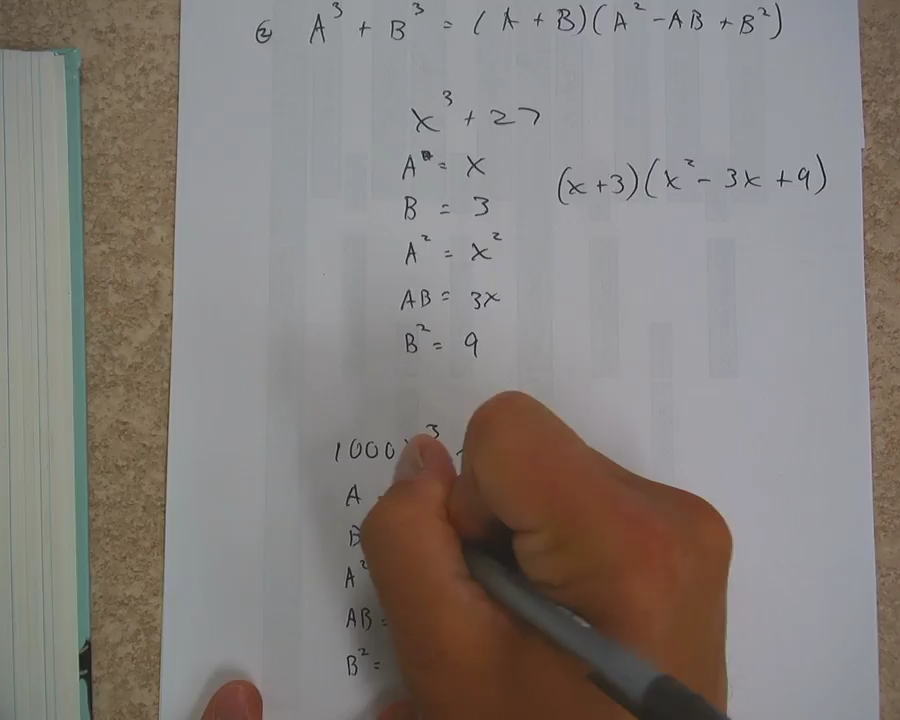 ② A³ + B³ = (A + B)(A² - AB + B²)
x³ + 27
A = x
B = 3
(x + 3)(x² - 3x + 9)
A² = x²
AB = 3x
B² = 9
1000 ³
A
B
A²
AB =
B² =